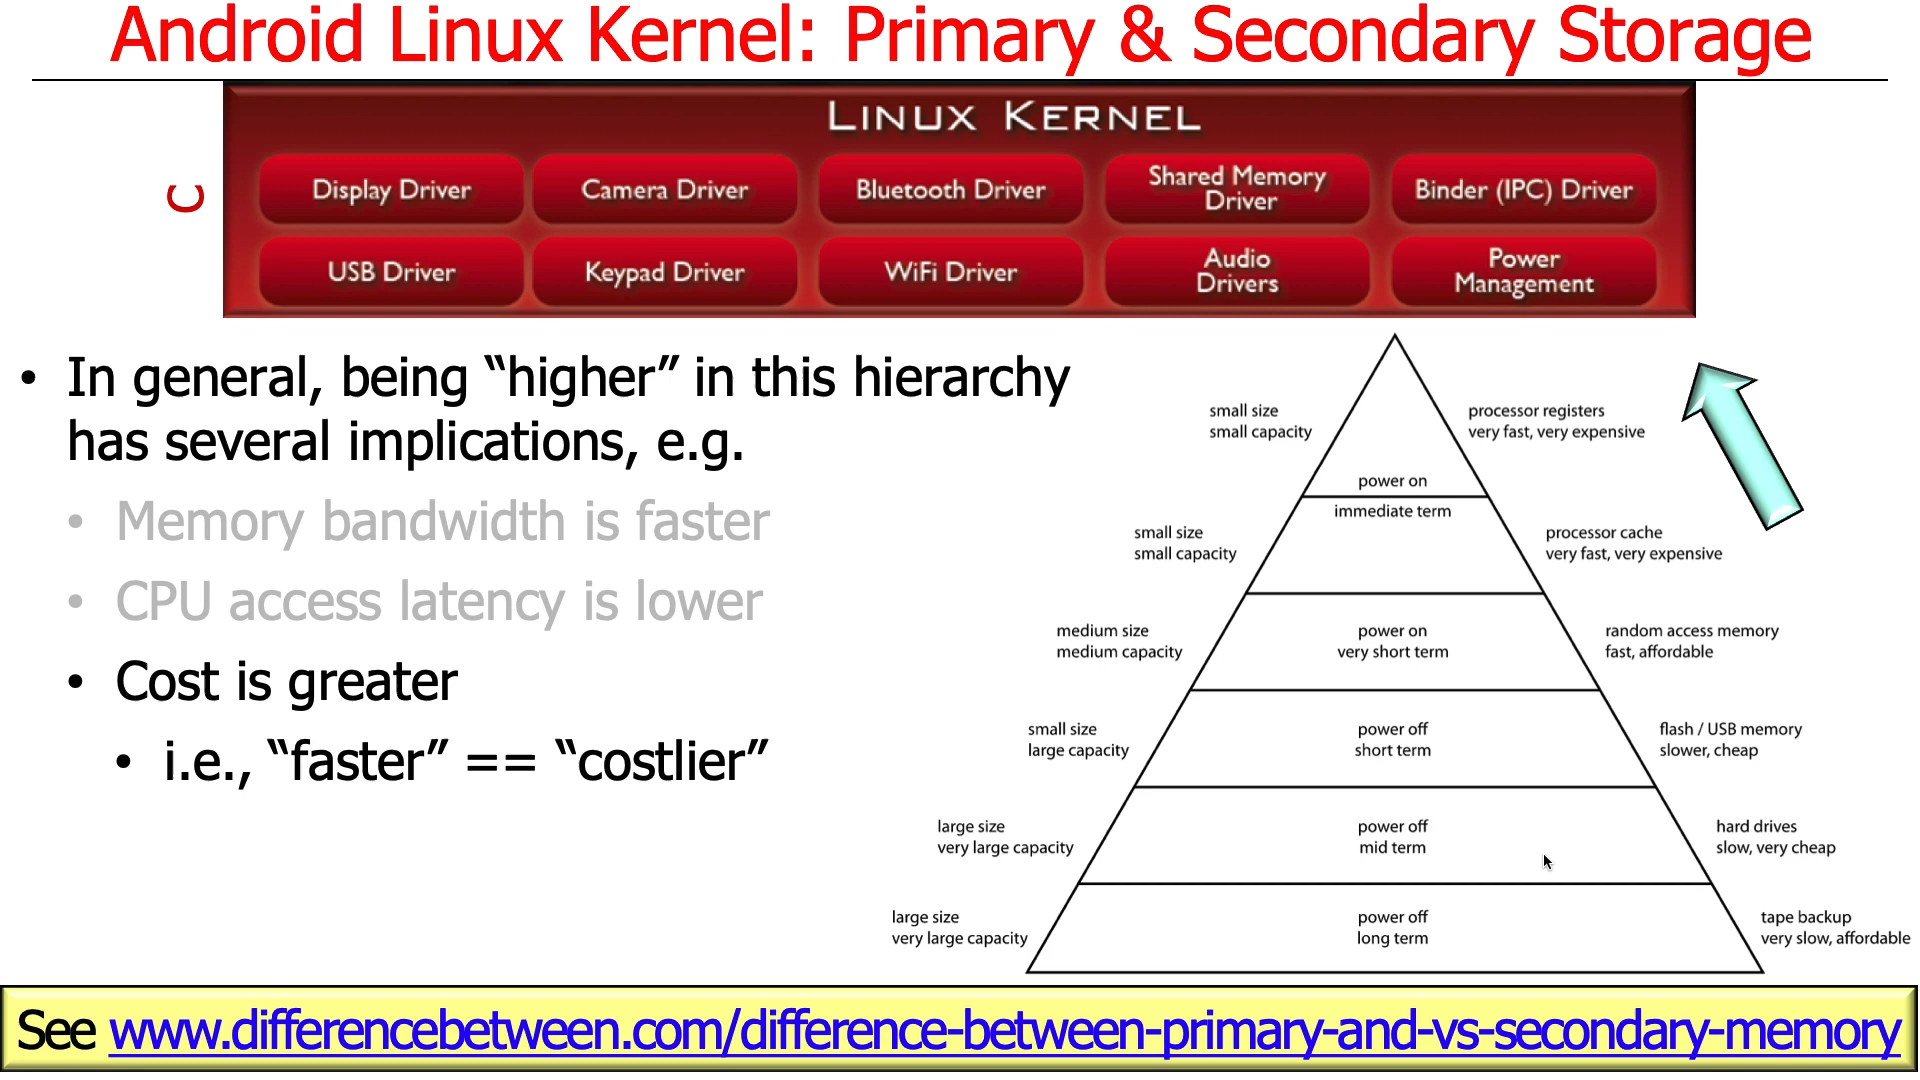 Android Linux Kernel: Primary & Secondary Storage
LINUX KERNEL
C
Display Driver
Camera Driver
Bluetooth Driver
Shared Memory
Driver
Binder (IPC) Driver
USB Driver
Keypad Driver
WiFi Driver
Audio
Drivers
Power
Management
• In general, being “higher” in this hierarchy
has several implications, e.g.
• Memory bandwidth is faster
• CPU access latency is lower
• Cost is greater
• i.e., “faster” == “costlier”
small size
small capacity
power on
processor registers
very fast, very expensive
small size
small capacity
immediate term
processor cache
very fast, very expensive
medium size
medium capacity
power on
very short term
random access memory
fast, affordable
small size
large capacity
power off
short term
flash / USB memory
slower, cheap
large size
very large capacity
power off
mid term
hard drives
slow, very cheap
large size
very large capacity
power off
long term
tape backup
very slow, affordable
See www.differencebetween.com/difference-between-primary-and-vs-secondary-memory